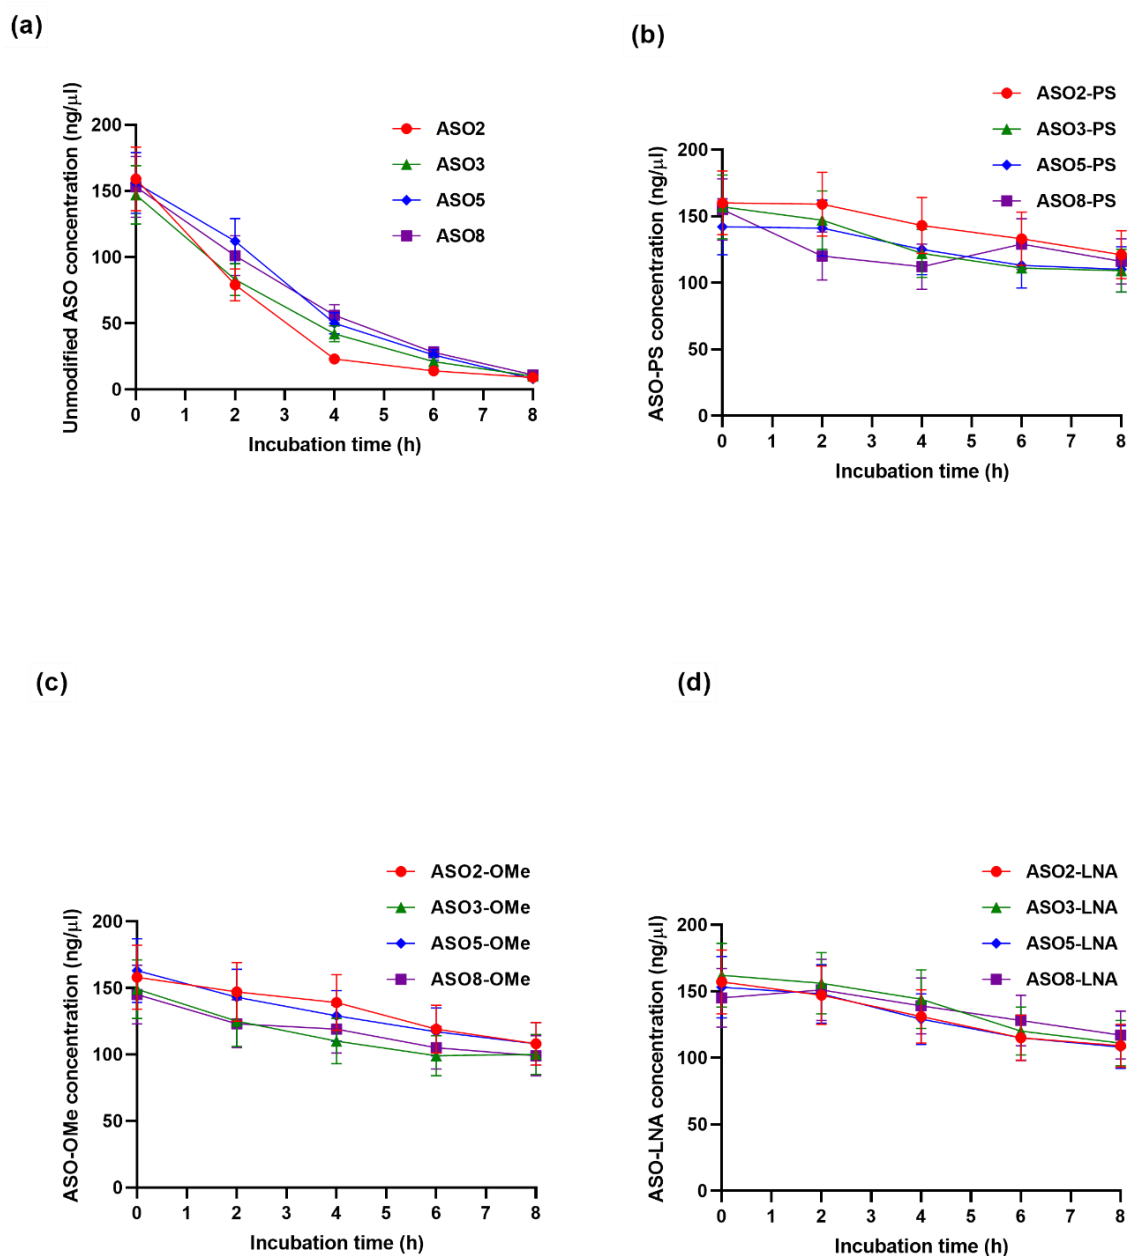 (a)
Unmodified ASO concentration (ng/µl)
200
150
100
50
0
0 1 2 3 4 5 6 7 8
Incubation time (h)
ASO2
ASO3
ASO5
ASO8
(b)
ASO-PS concentration (ng/µl)
200
150
100
50
0
0 1 2 3 4 5 6 7 8
Incubation time (h)
ASO2-PS
ASO3-PS
ASO5-PS
ASO8-PS
(c)
ASO-OMe concentration (ng/µl)
200
150
100
50
0
0 1 2 3 4 5 6 7 8
Incubation time (h)
ASO2-OMe
ASO3-OMe
ASO5-OMe
ASO8-OMe
(d)
ASO-LNA concentration (ng/µl)
200
150
100
50
0
0 1 2 3 4 5 6 7 8
Incubation time (h)
ASO2-LNA
ASO3-LNA
ASO5-LNA
ASO8-LNA